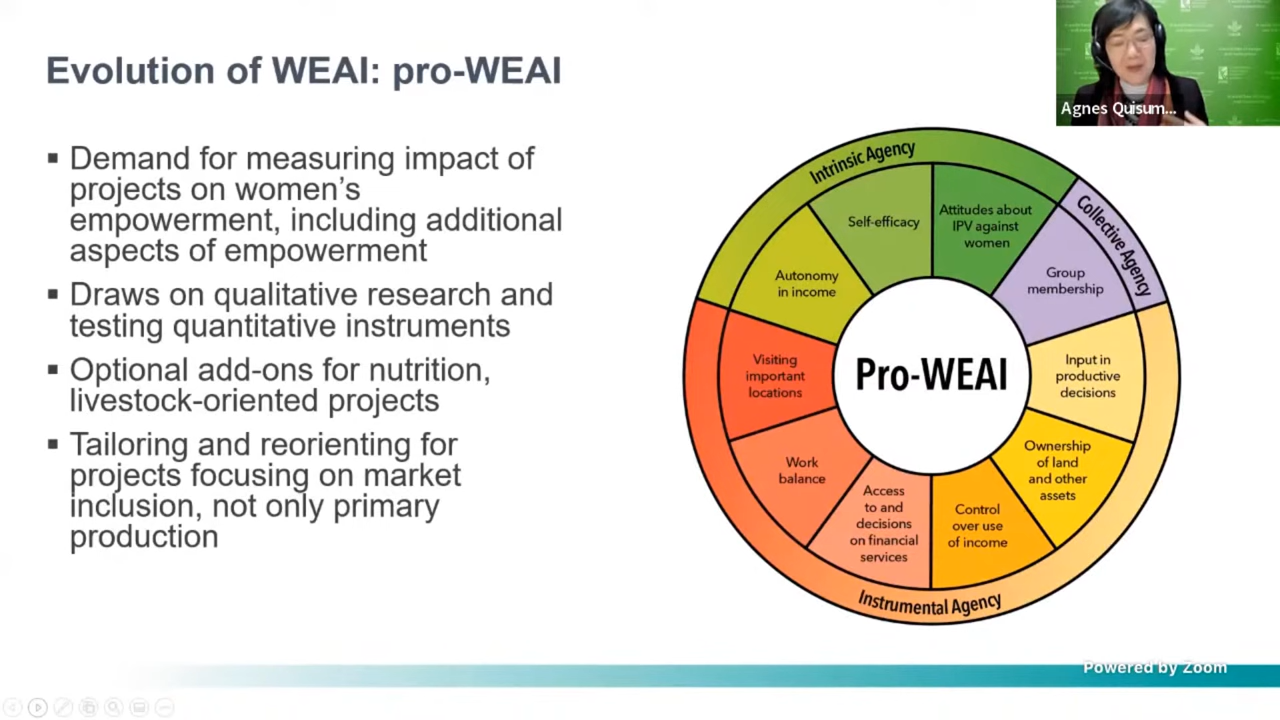 Evolution of WEAI: pro-WEAI
Agnes Quisum...
▪ Demand for measuring impact of
projects on women's
empowerment, including additional
aspects of empowerment
▪ Draws on qualitative research and
testing quantitative instruments
▪ Optional add-ons for nutrition,
livestock-oriented projects
▪ Tailoring and reorienting for
projects focusing on market
inclusion, not only primary
production
Intrinsic Agency
Collective Agency
Instrumental Agency
Self-efficacy
Attitudes about
IPV against
women
Autonomy
in income
Group
membership
Visiting
important
locations
Pro-WEAI
Input in
productive
decisions
Work
balance
Ownership
of land
and other
assets
Access
to and
decisions
on financial
services
Control
over use
of income
Powered by Zoom